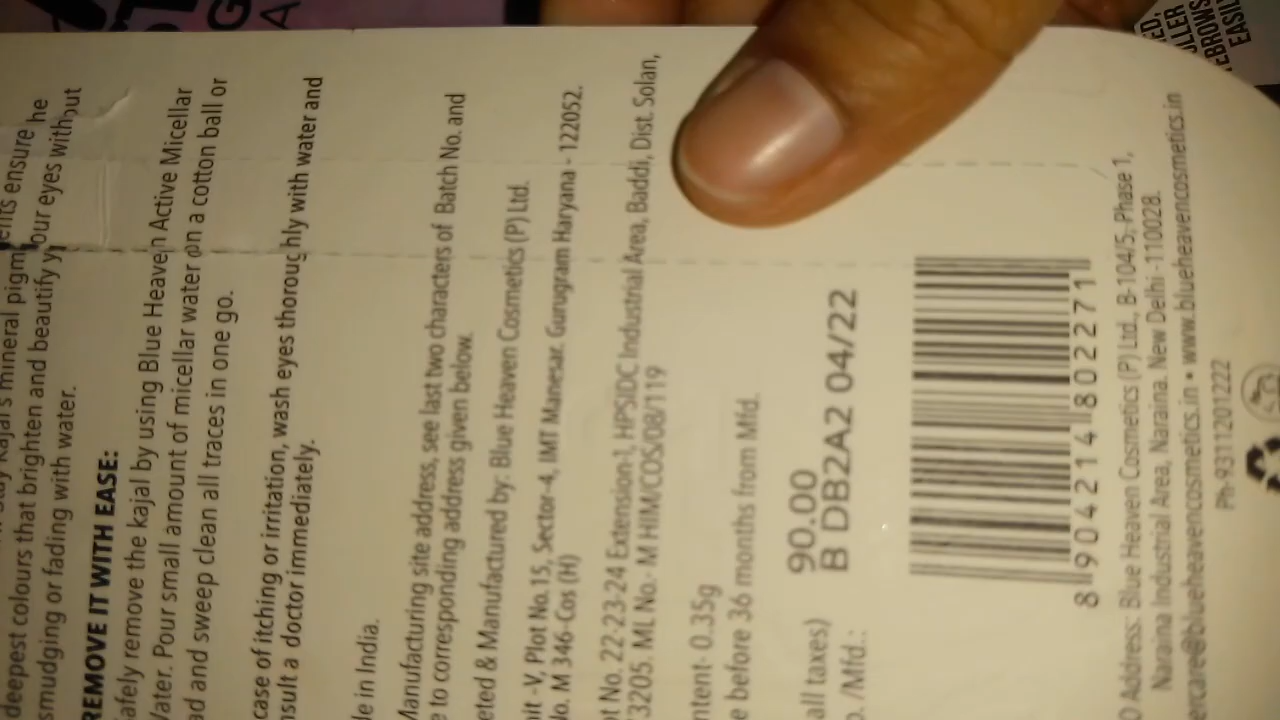 deepest colours that brighten and beautify your eyes without
smudging or fading with water.
REMOVE IT WITH EASE:
afely remove the kajal by using Blue Heaven Active Micellar
Water. Pour small amount of micellar water on a cotton ball or
ad and sweep clean all traces in one go.
case of itching or irritation, wash eyes thoroughly with water and
nsult a doctor immediately.
de in India.
Manufacturing site address, see last two characters of Batch No. and
e to corresponding address given below.
eted & Manufactured by: Blue Heaven Cosmetics (P) Ltd.
nit -V, Plot No. 15, Sector-4, IMT Manesar. Gurugram Haryana - 122052.
No. M 346-Cos (H)
ot No. 22-23-24 Extension-1, HPSIDC Industrial Area, Baddi, Dist. Solan,
3205. ML No:- M HIM/COS/08/119
ntent- 0.35g
e before 36 months from Mfd.
90.00
all taxes)
B DB2A2 04/22
o. /Mfd.:
8 904214 802271
O Address: Blue Heaven Cosmetics (P) Ltd., B-104/5, Phase 1,
Naraina Industrial Area, Naraina, New Delhi -110028.
ercare@blueheavencosmetics.in • www.blueheavencosmetics.in
Ph-9311201222
ED,
EBROWS
EASIL